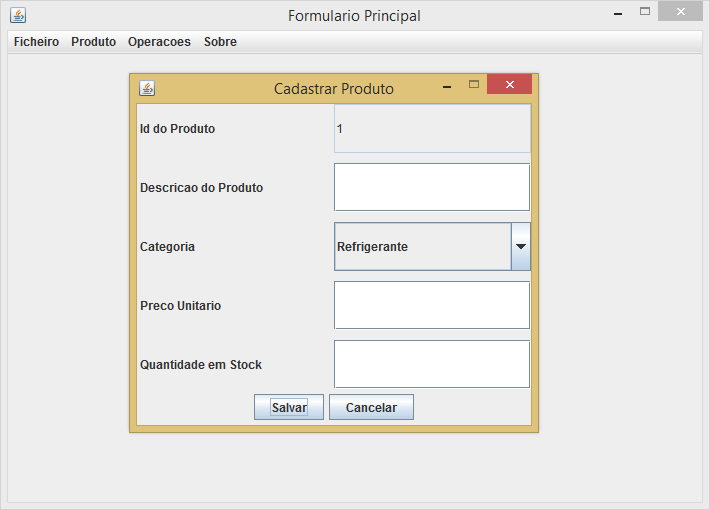 Formulario Principal
Ficheiro Produto Operacoes Sobre
Cadastrar Produto
Id do Produto 1
Descricao do Produto
Categoria Refrigerante
Preco Unitario
Quantidade em Stock
Salvar Cancelar